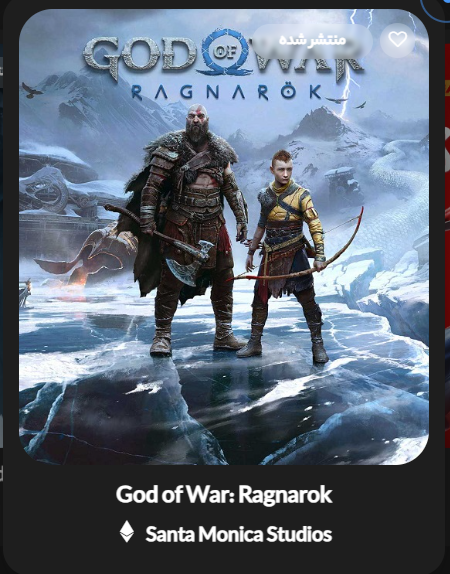 GOD OF WAR
منتشر شده
RAGNARÖK
God of War: Ragnarok
Santa Monica Studios